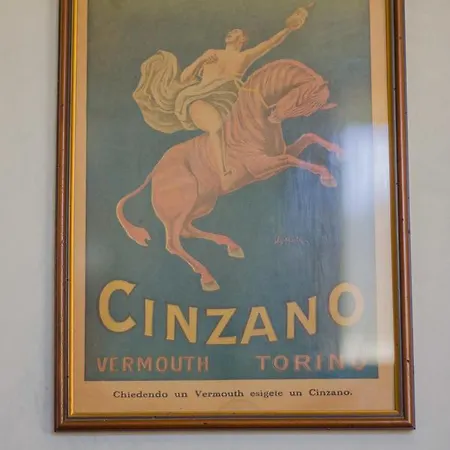 CINZANO
VERMOUTH TORINO
Chiedendo un Vermouth esigete un Cinzano.